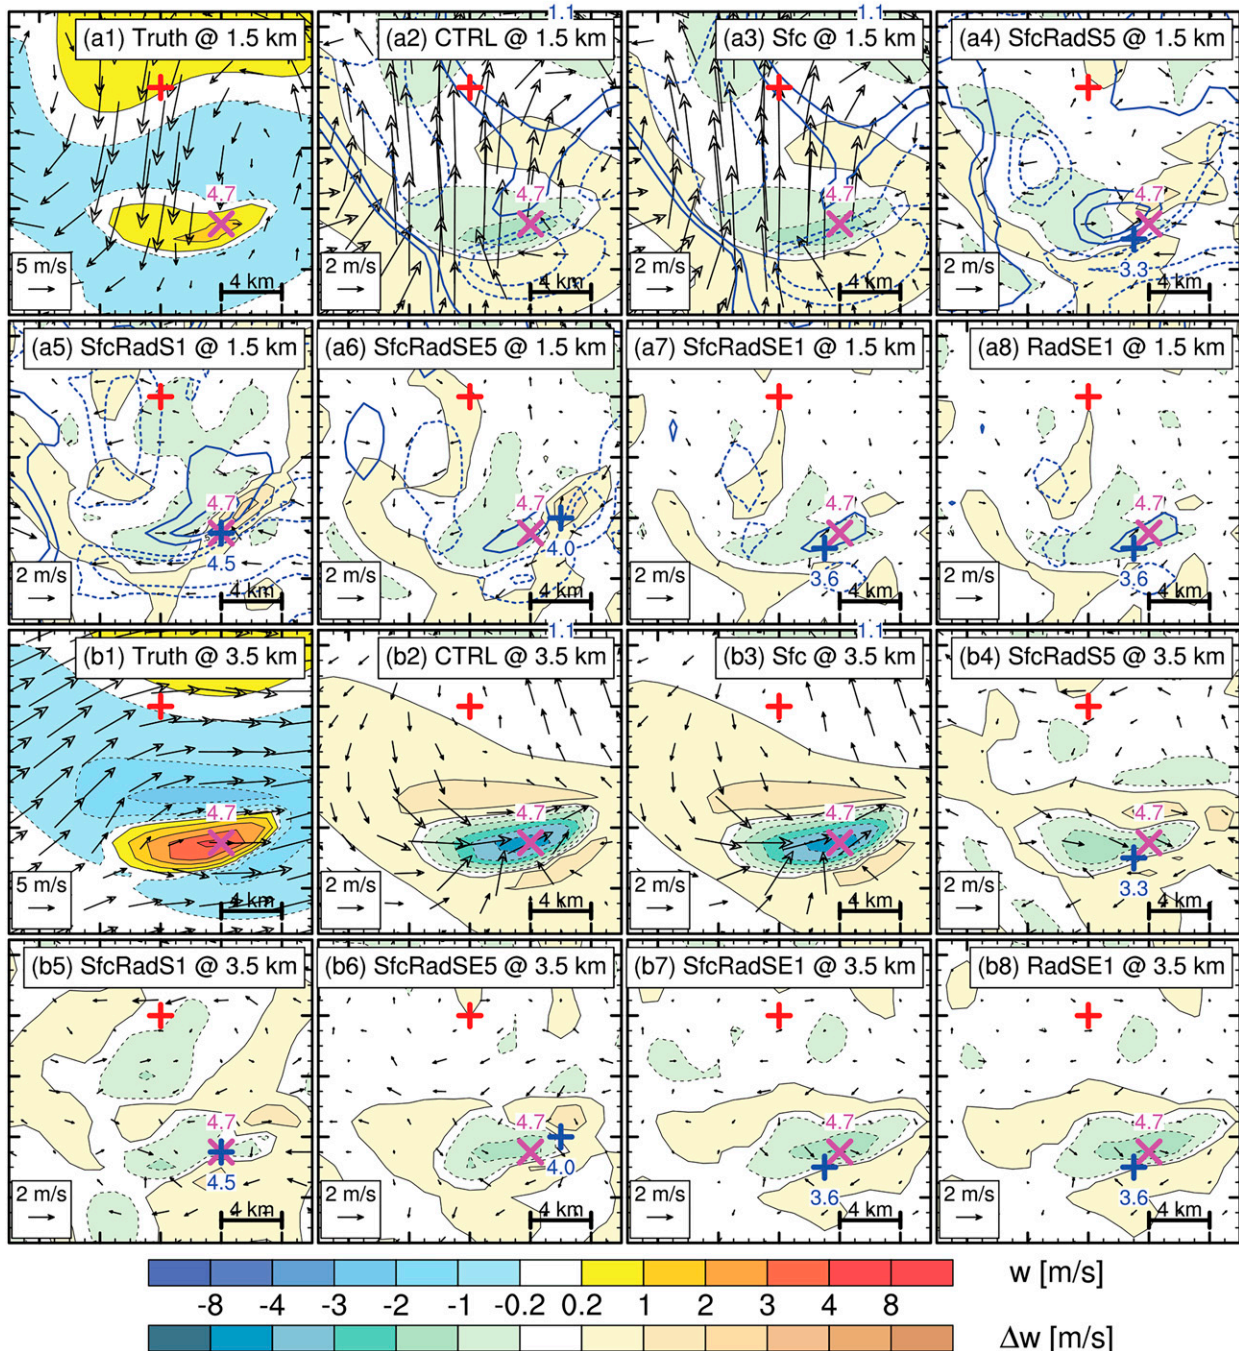 1.1 1.1
(a1) Truth @ 1.5 km (a2) CTRL @ 1.5 km (a3) Sfc @ 1.5 km (a4) SfcRadS5 @ 1.5 km
4.7 4.7 4.7 4.7
3.3
5 m/s 4 km 2 m/s 4 km 2 m/s 4 km 2 m/s 4 km
(a5) SfcRadS1 @ 1.5 km (a6) SfcRadSE5 @ 1.5 km (a7) SfcRadSE1 @ 1.5 km (a8) RadSE1 @ 1.5 km
4.7 4.7 4.7 4.7
4.5 4.0 3.6 3.6
2 m/s 4 km 2 m/s 4 km 2 m/s 4 km 2 m/s 4 km
1.1 1.1
(b1) Truth @ 3.5 km (b2) CTRL @ 3.5 km (b3) Sfc @ 3.5 km (b4) SfcRadS5 @ 3.5 km
4.7 4.7 4.7 4.7
3.3
5 m/s 4 km 2 m/s 4 km 2 m/s 4 km 2 m/s 4 km
(b5) SfcRadS1 @ 3.5 km (b6) SfcRadSE5 @ 3.5 km (b7) SfcRadSE1 @ 3.5 km (b8) RadSE1 @ 3.5 km
4.7 4.7 4.7 4.7
4.5 4.0 3.6 3.6
2 m/s 4 km 2 m/s 4 km 2 m/s 4 km 2 m/s 4 km
w [m/s]
-8 -4 -3 -2 -1 -0.2 0.2 1 2 3 4 8
Δw [m/s]